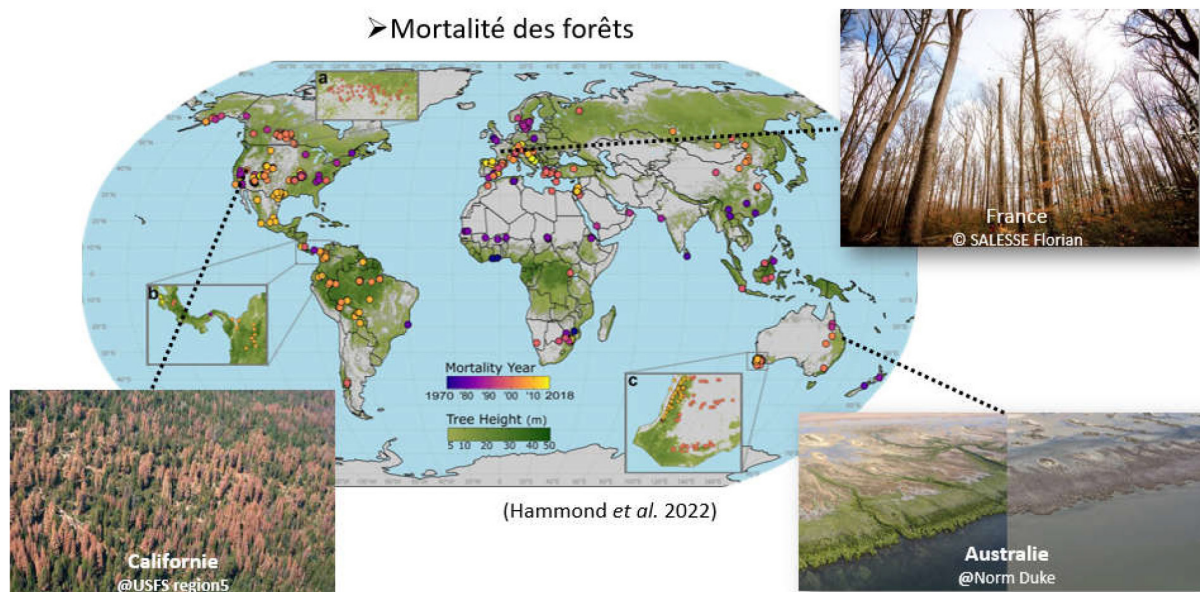 ➢Mortalité des forêts
a
b
c
Mortality Year
1970 '80 '90 '00 '10 2018
Tree Height (m)
5 10 20 30 40 50
(Hammond et al. 2022)
France
© SALESSE Florian
Californie
@USFS region5
Australie
@Norm Duke